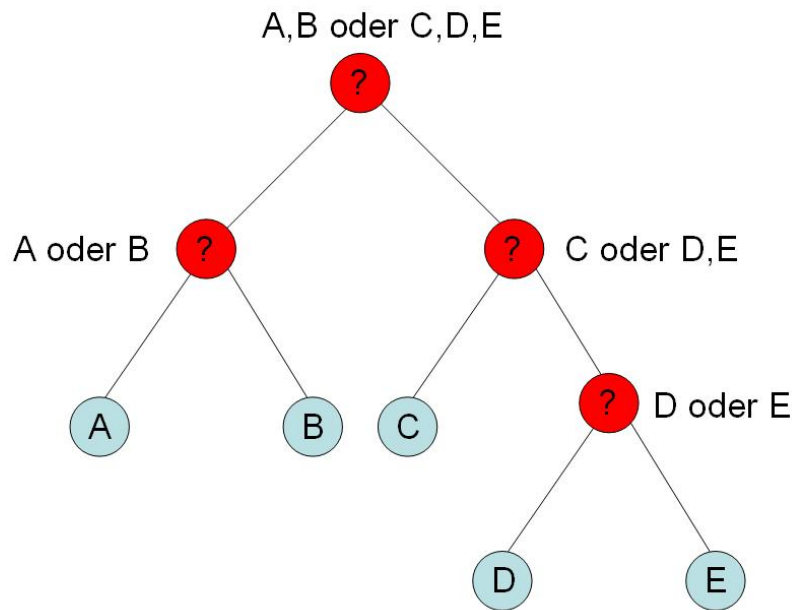 A,B oder C,D,E
?
A oder B
?
?
C oder D,E
A
B
C
?
D oder E
D
E